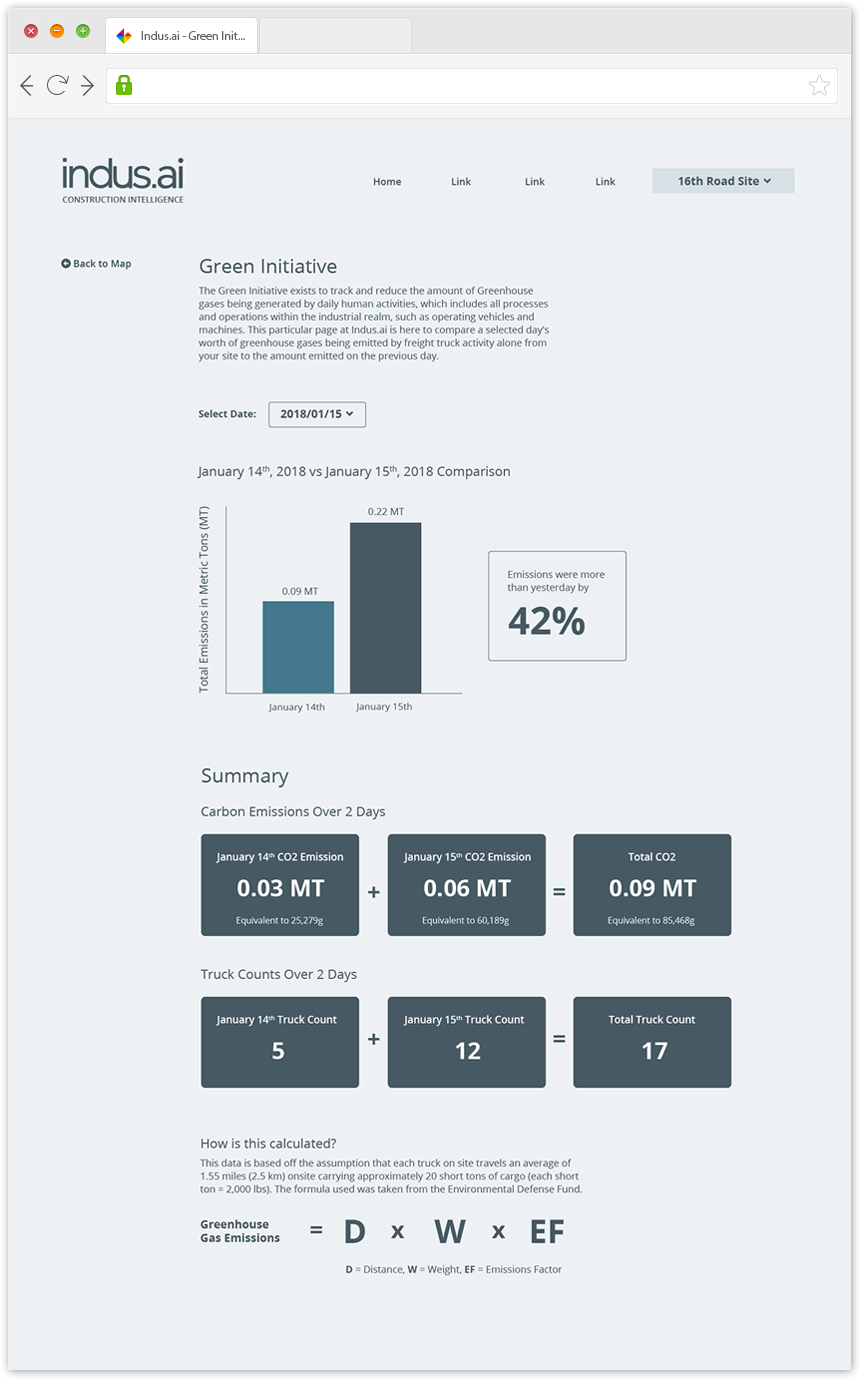 Indus.ai - Green Init...
indus.ai
CONSTRUCTION INTELLIGENCE
Home
Link
Link
Link
16th Road Site
Back to Map
Green Initiative
The Green Initiative exists to track and reduce the amount of Greenhouse
gases being generated by daily human activities, which includes all processes
and operations within the industrial realm, such as operating vehicles and
machines. This particular page at Indus.ai is here to compare a selected day's
worth of greenhouse gases being emitted by freight truck activity alone from
your site to the amount emitted on the previous day.
Select Date:
2018/01/15
January 14th, 2018 vs January 15th, 2018 Comparison
Total Emissions in Metric Tons (MT)
0.09 MT
0.22 MT
January 14th
January 15th
Emissions were more
than yesterday by
42%
Summary
Carbon Emissions Over 2 Days
January 14th CO2 Emission
0.03 MT
Equivalent to 25,279g
+
January 15th CO2 Emission
0.06 MT
Equivalent to 60,189g
=
Total CO2
0.09 MT
Equivalent to 85,468g
Truck Counts Over 2 Days
January 14th Truck Count
5
+
January 15th Truck Count
12
=
Total Truck Count
17
How is this calculated?
This data is based off the assumption that each truck on site travels an average of
1.55 miles (2.5 km) onsite carrying approximately 20 short tons of cargo (each short
ton = 2,000 lbs). The formula used was taken from the Environmental Defense Fund.
Greenhouse
Gas Emissions
= D x W x EF
D = Distance, W = Weight, EF = Emissions Factor